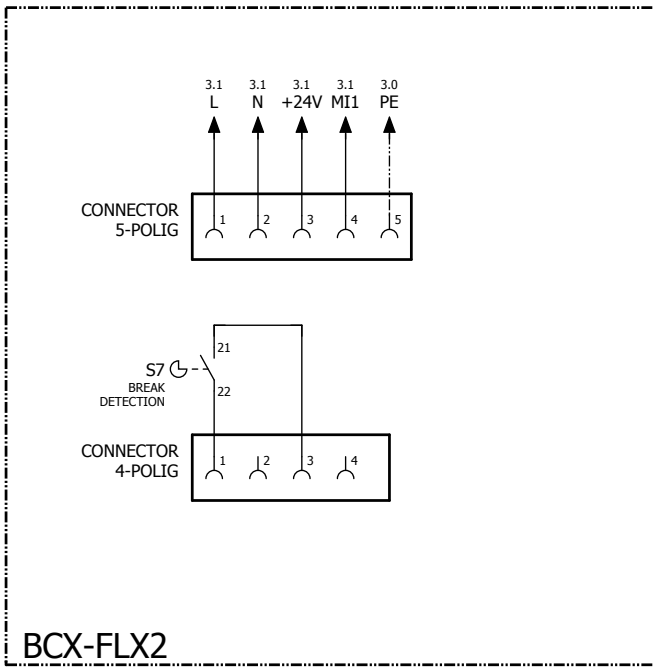 3.1 3.1 3.1 3.1 3.0
L N +24V MI1 PE
CONNECTOR
5-POLIG
1 2 3 4 5
21
S7
BREAK
DETECTION
22
CONNECTOR
4-POLIG
1 2 3 4
BCX-FLX2